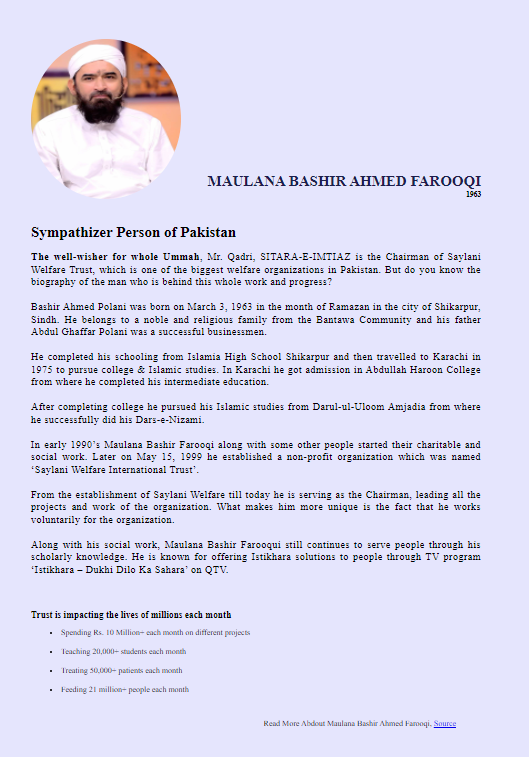 MAULANA BASHIR AHMED FAROOQI
1963
Sympathizer Person of Pakistan
The well-wisher for whole Ummah, Mr. Qadri, SITARA-E-IMTIAZ is the Chairman of Saylani
Welfare Trust, which is one of the biggest welfare organizations in Pakistan. But do you know the
biography of the man who is behind this whole work and progress?
Bashir Ahmed Polani was born on March 3, 1963 in the month of Ramazan in the city of Shikarpur,
Sindh. He belongs to a noble and religious family from the Bantawa Community and his father
Abdul Ghaffar Polani was a successful businessmen.
He completed his schooling from Islamia High School Shikarpur and then travelled to Karachi in
1975 to pursue college & Islamic studies. In Karachi he got admission in Abdullah Haroon College
from where he completed his intermediate education.
After completing college he pursued his Islamic studies from Darul-ul-Uloom Amjadia from where
he successfully did his Dars-e-Nizami.
In early 1990’s Maulana Bashir Farooqi along with some other people started their charitable and
social work. Later on May 15, 1999 he established a non-profit organization which was named
‘Saylani Welfare International Trust’.
From the establishment of Saylani Welfare till today he is serving as the Chairman, leading all the
projects and work of the organization. What makes him more unique is the fact that he works
voluntarily for the organization.
Along with his social work, Maulana Bashir Farooqui still continues to serve people through his
scholarly knowledge. He is known for offering Istikhara solutions to people through TV program
‘Istikhara – Dukhi Dilo Ka Sahara’ on QTV.
Trust is impacting the lives of millions each month
• Spending Rs. 10 Million+ each month on different projects
• Teaching 20,000+ students each month
• Treating 50,000+ patients each month
• Feeding 21 million+ people each month
Read More Abdout Maulana Bashir Ahmed Farooqi, Source